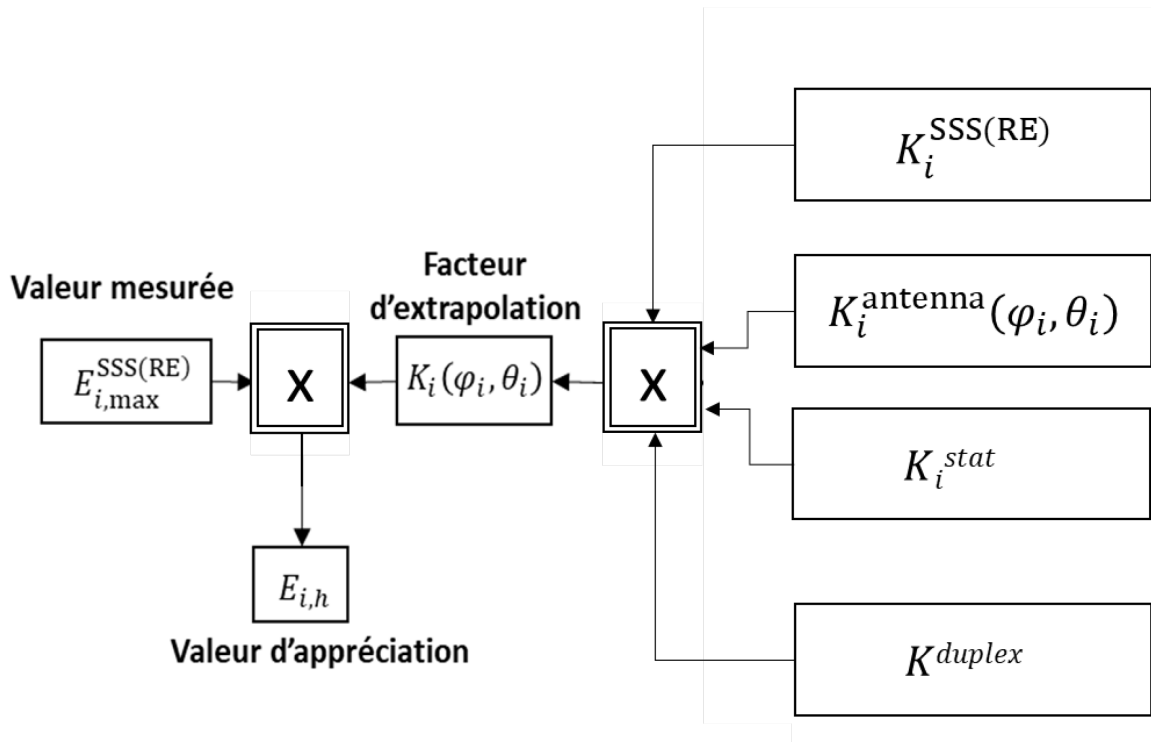 K_i^SSS(RE)
Facteur
d'extrapolation
Valeur mesurée
K_i^antenna(φ_i, θ_i)
E_i,max^SSS(RE)
X
K_i(φ_i, θ_i)
X
K_i^stat
E_i,h
Valeur d'appréciation
K^duplex